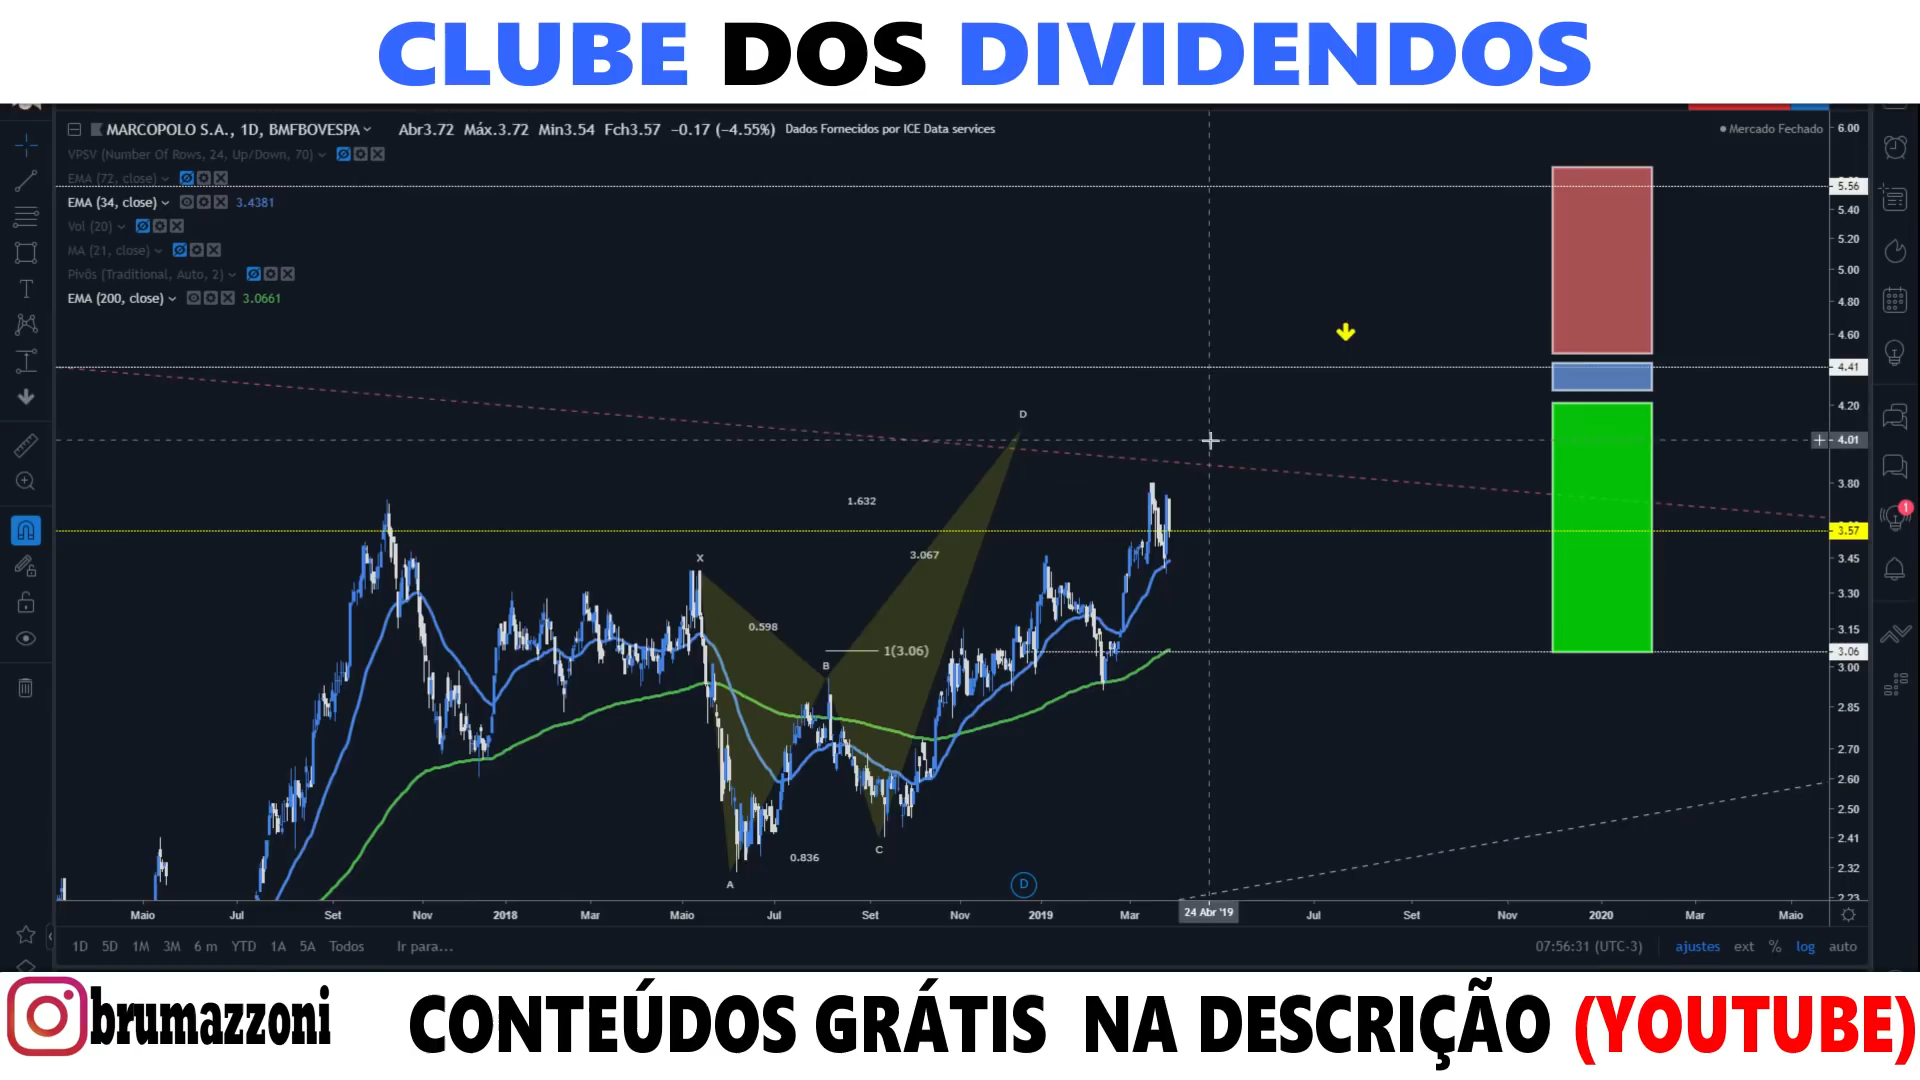 CLUBE DOS DIVIDENDOS
MARCOPOLO S.A., 1D, BMFBOVESPA Abr3.72 Máx.3.72 Min3.54 Fch3.57 −0.17 (−4.55%) Dados Fornecidos por ICE Data services
Mercado Fechado
VPSV (Number Of Rows, 24, Up/Down, 70)
EMA (72, close)
EMA (34, close) 3.4381
Vol (20)
MA (21, close)
Pivôs (Traditional, Auto, 2)
EMA (200, close) 3.0661
6.00
5.56
5.40
5.20
5.00
4.80
4.60
4.41
4.20
4.01
3.80
3.57
3.45
3.30
3.15
3.06
3.00
2.85
2.70
2.60
2.50
2.41
2.32
2.23
D
1.632
X
3.067
0.598
1(3.06)
B
C
0.836
A
D
1
Maio Jul Set Nov 2018 Mar Maio Jul Set Nov 2019 Mar 24 Abr '19 Jul Set Nov 2020 Mar Maio
1D 5D 1M 3M 6 m YTD 1A 5A Todos Ir para... 07:56:31 (UTC-3) ajustes ext % log auto
brumazzoni CONTEÚDOS GRÁTIS NA DESCRIÇÃO (YOUTUBE)